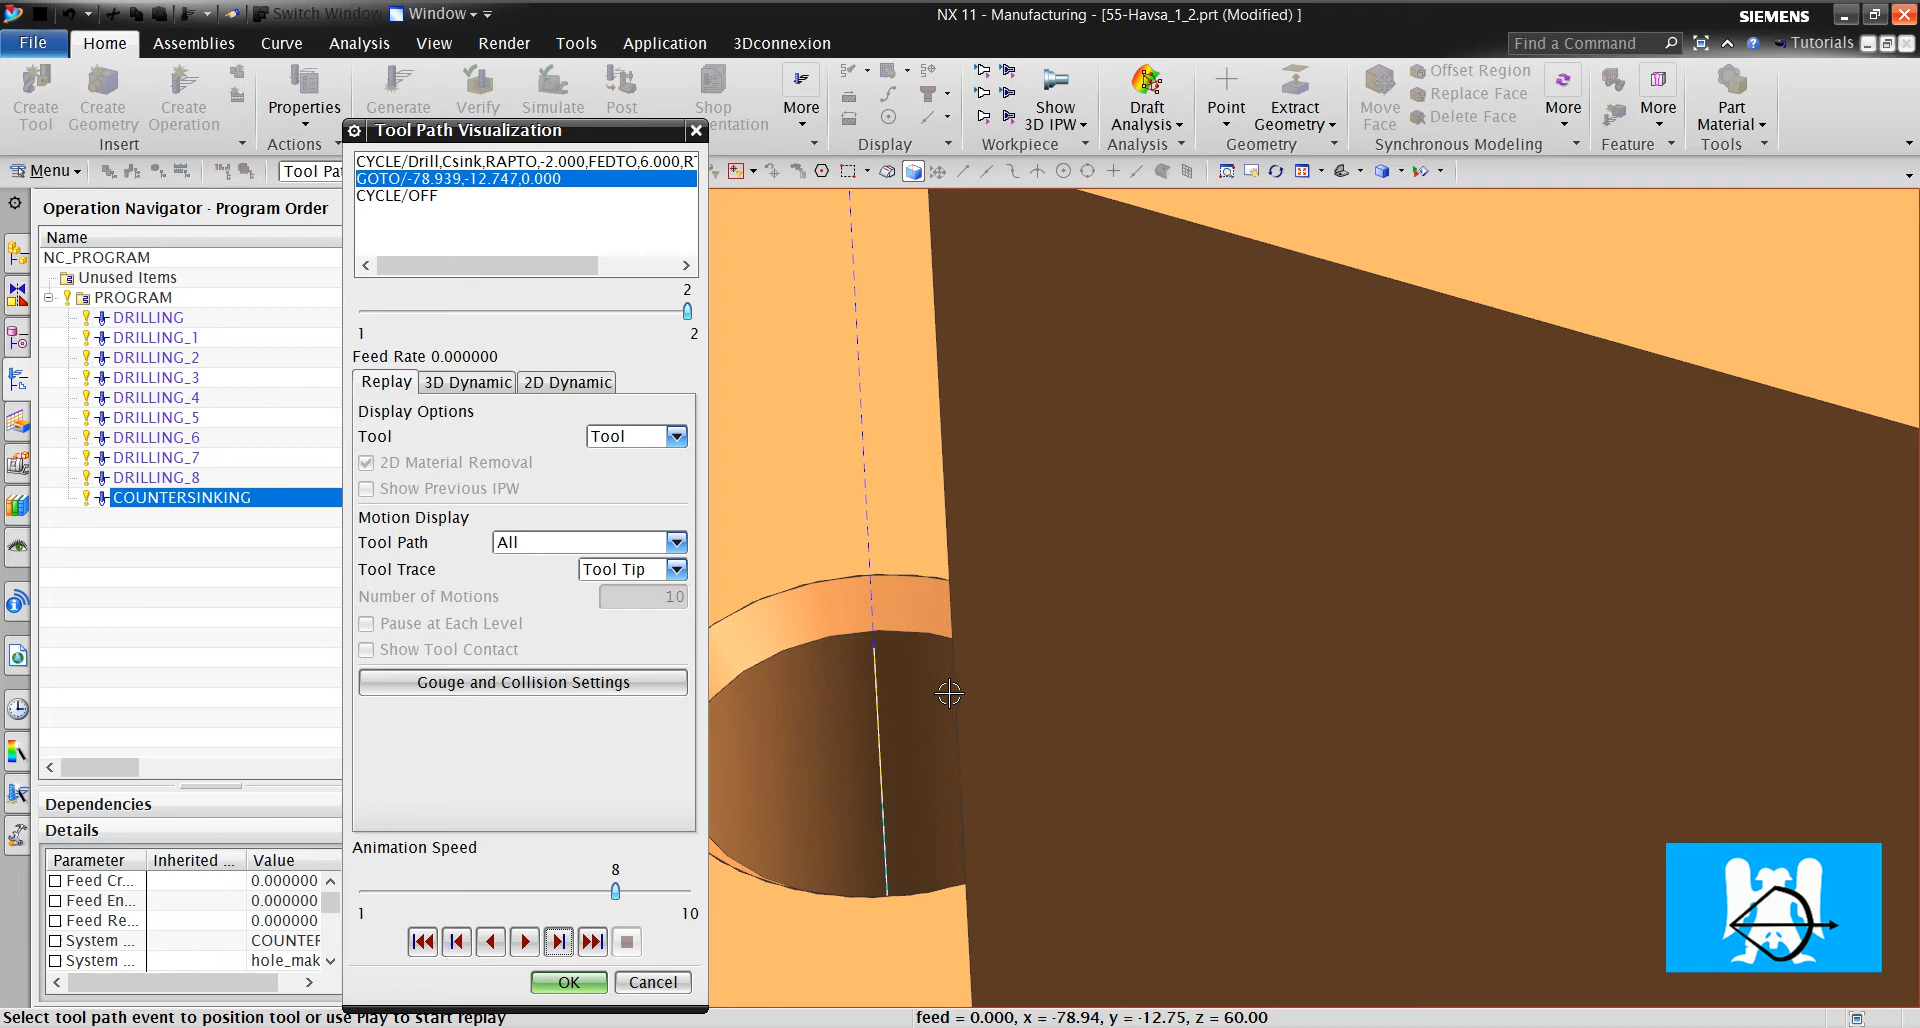 Switch Window Window NX 11 - Manufacturing - [55-Havsa_1_2.prt (Modified) ] SIEMENS
File Home Assemblies Curve Analysis View Render Tools Application 3Dconnexion Find a Command Tutorials
Create Tool
Create Geometry
Create Operation
Insert
Properties
Actions
Generate
Verify
Simulate
Post
Shop
More
Display
Show 3D IPW
Workpiece
Draft Analysis
Analysis
Point
Extract Geometry
Geometry
Move Face
Offset Region
Replace Face
Delete Face
More
Synchronous Modeling
More
Feature
Part Material
Tools
Menu
Operation Navigator - Program Order
Name
NC_PROGRAM
Unused Items
PROGRAM
DRILLING
DRILLING_1
DRILLING_2
DRILLING_3
DRILLING_4
DRILLING_5
DRILLING_6
DRILLING_7
DRILLING_8
COUNTERSINKING
Dependencies
Details
Parameter Inherited ... Value
Feed Cr... 0.000000
Feed En... 0.000000
Feed Re... 0.000000
System ... COUNTER
System ... hole_mak
Tool Path Visualization
CYCLE/Drill,Csink,RAPTO,-2.000,FEDTO,6.000,RT
GOTO/-78.939,-12.747,0.000
CYCLE/OFF
2
1 2
Feed Rate 0.000000
Replay 3D Dynamic 2D Dynamic
Display Options
Tool Tool
2D Material Removal
Show Previous IPW
Motion Display
Tool Path All
Tool Trace Tool Tip
Number of Motions 10
Pause at Each Level
Show Tool Contact
Gouge and Collision Settings
Animation Speed
8
1 10
OK Cancel
Select tool path event to position tool or use Play to start replay
feed = 0.000, x = -78.94, y = -12.75, z = 60.00